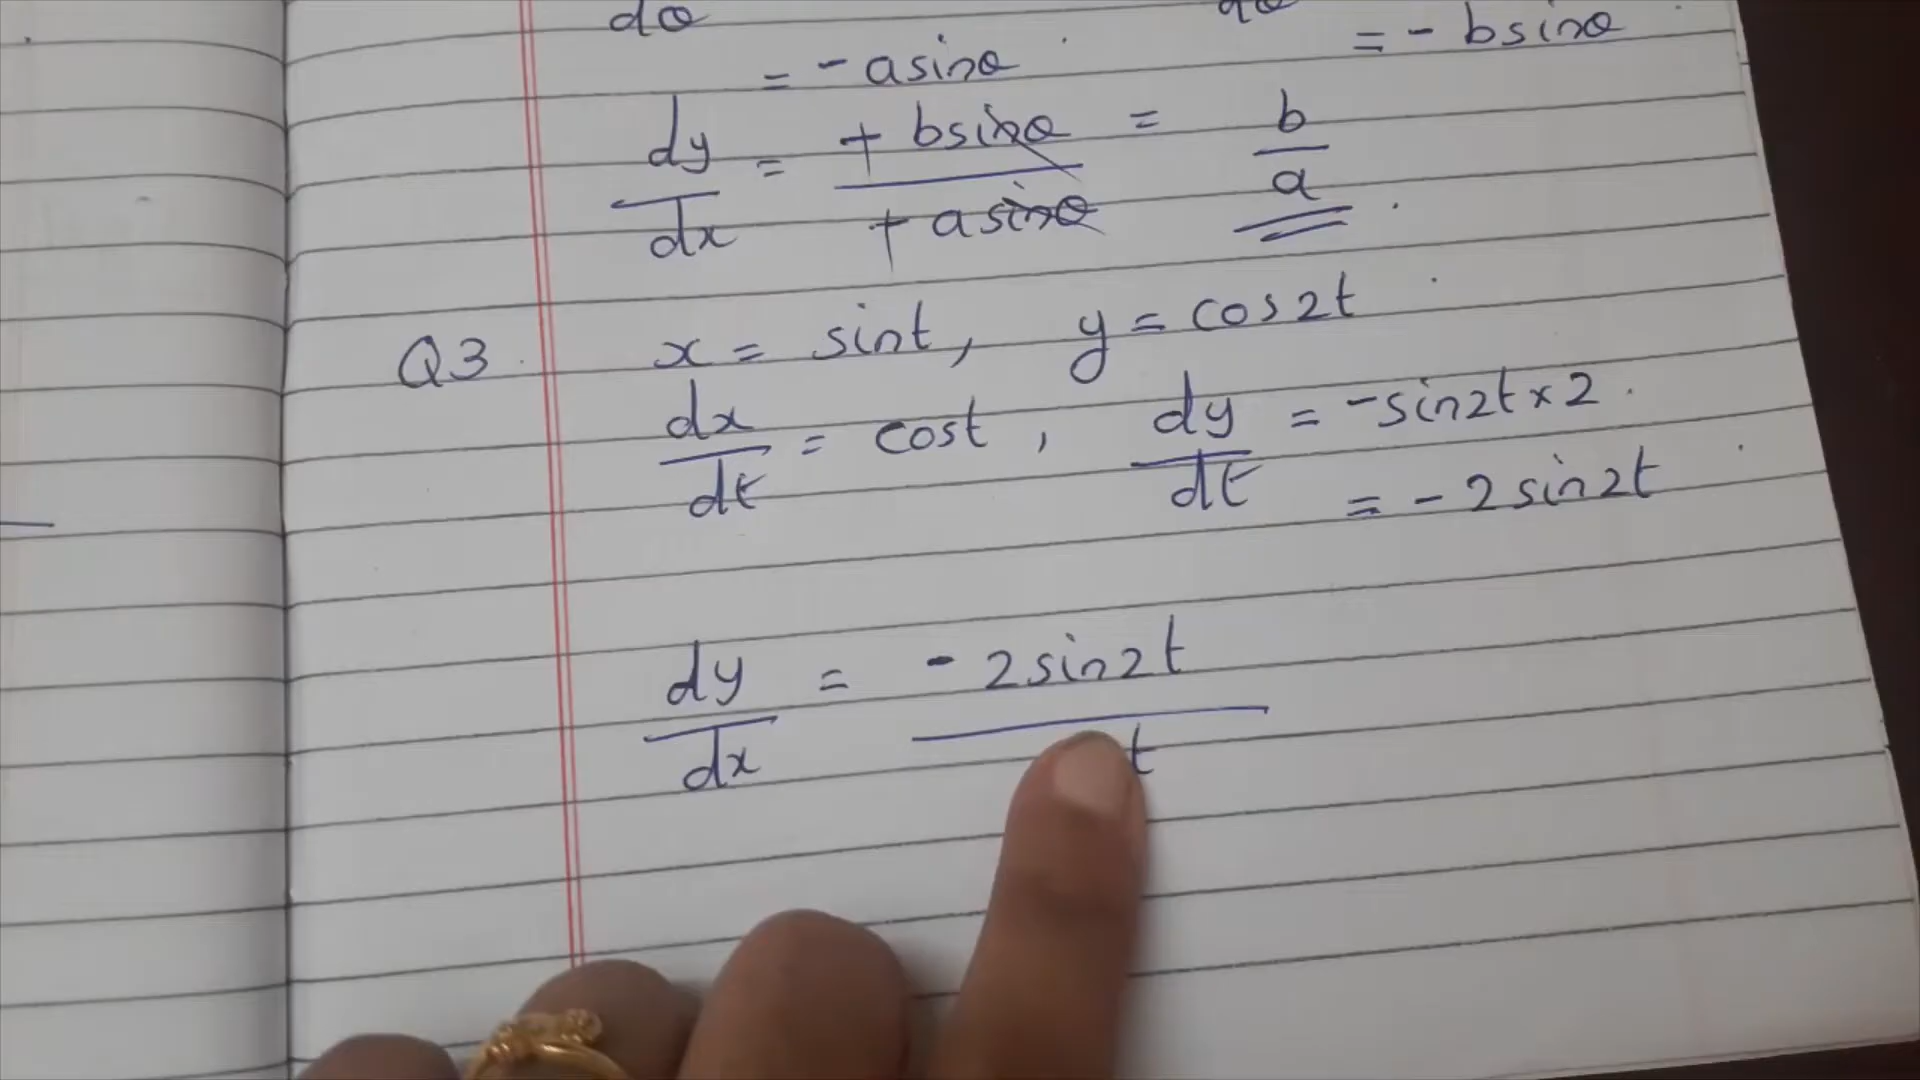 dθ dθ
= - asinθ = - bsinθ
dy/dx = + bsinθ / + asinθ = b/a
Q3. x = sint, y = cos2t
dx/dt = cost, dy/dt = -sin2t × 2.
= - 2sin2t
dy/dx = - 2sin2t / t